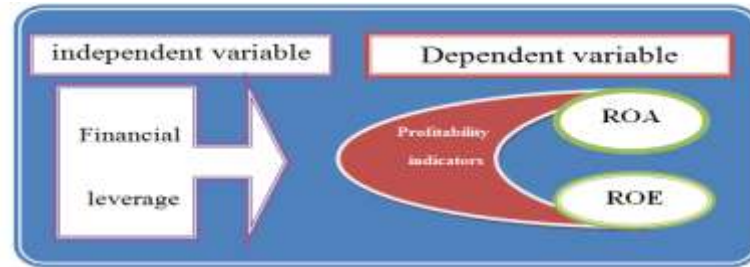 independent variable
Dependent variable
Financial
leverage
Profitability
indicators
ROA
ROE